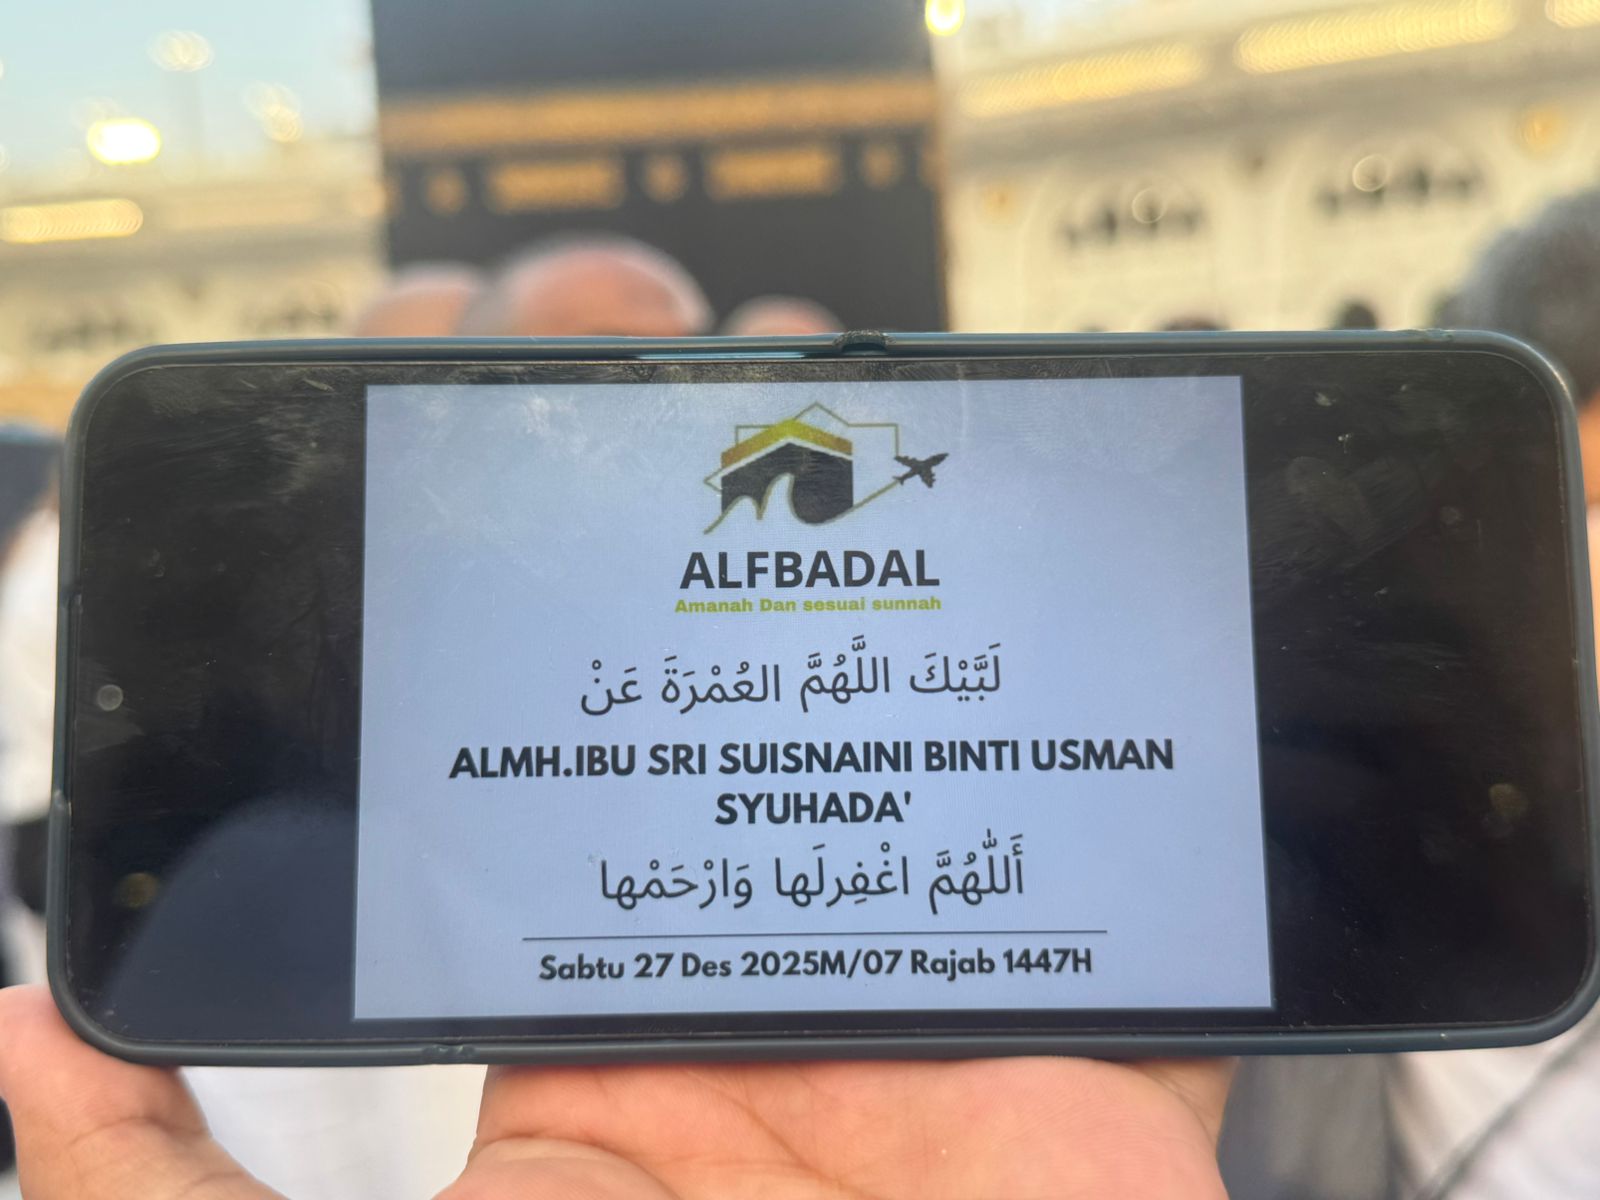 ALFBADAL
Amanah Dan sesuai sunnah
لَبَّيْكَ اللَّهُمَّ العُمْرَةَ عَنْ
ALMH.IBU SRI SUISNAINI BINTI USMAN
SYUHADA'
أَللّٰهُمَّ اغْفِرلَها وَارْحَمْها
Sabtu 27 Des 2025M/07 Rajab 1447H